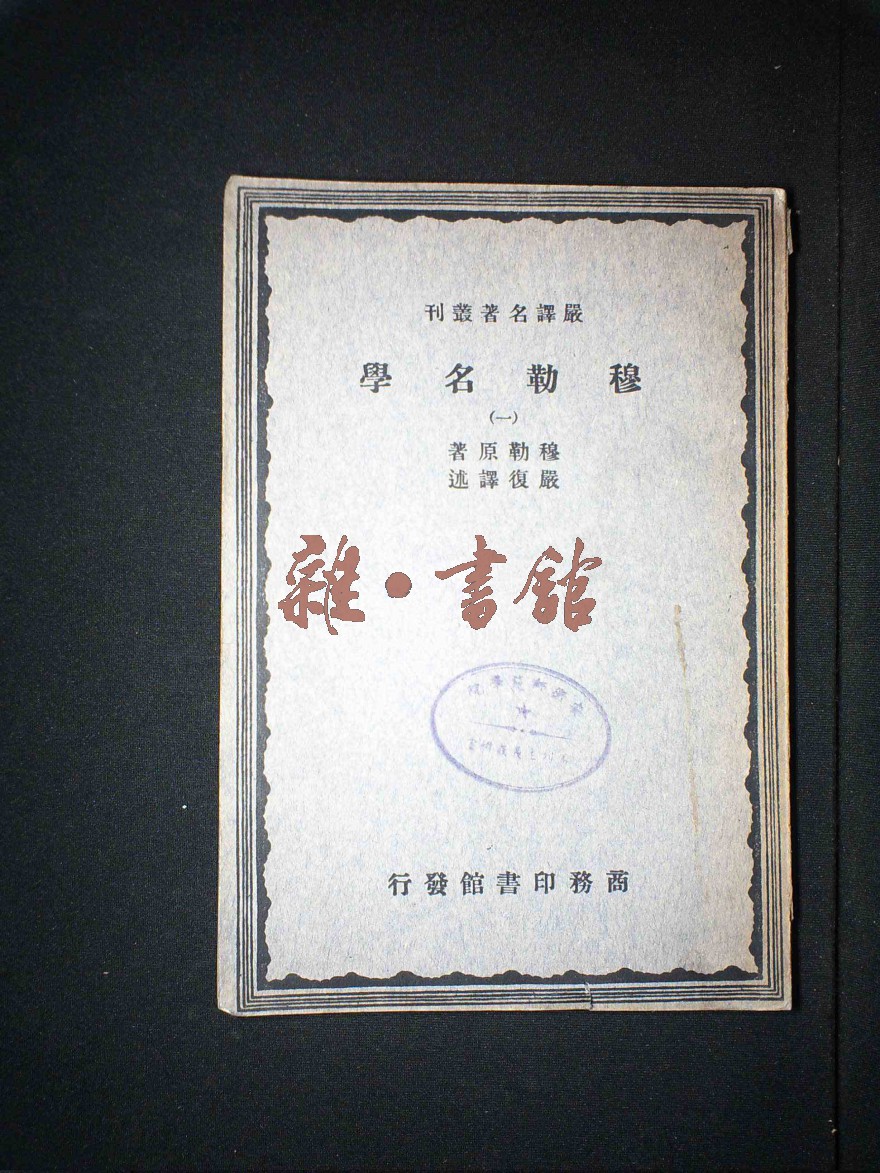 嚴譯名著叢刊
穆勒名學
(一)
穆勒原著
嚴復譯述
雜·書館
商務印書館發行